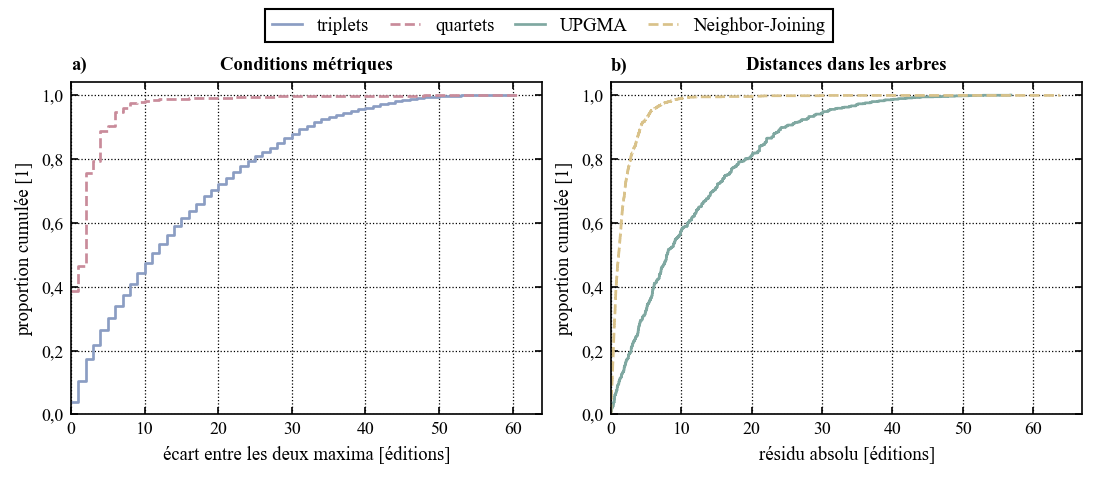 triplets quartets UPGMA Neighbor-Joining
a) Conditions métriques
1,0
0,8
0,6
0,4
0,2
0,0
proportion cumulée [1]
0 10 20 30 40 50 60
écart entre les deux maxima [éditions]
b) Distances dans les arbres
1,0
0,8
0,6
0,4
0,2
0,0
proportion cumulée [1]
0 10 20 30 40 50 60
résidu absolu [éditions]